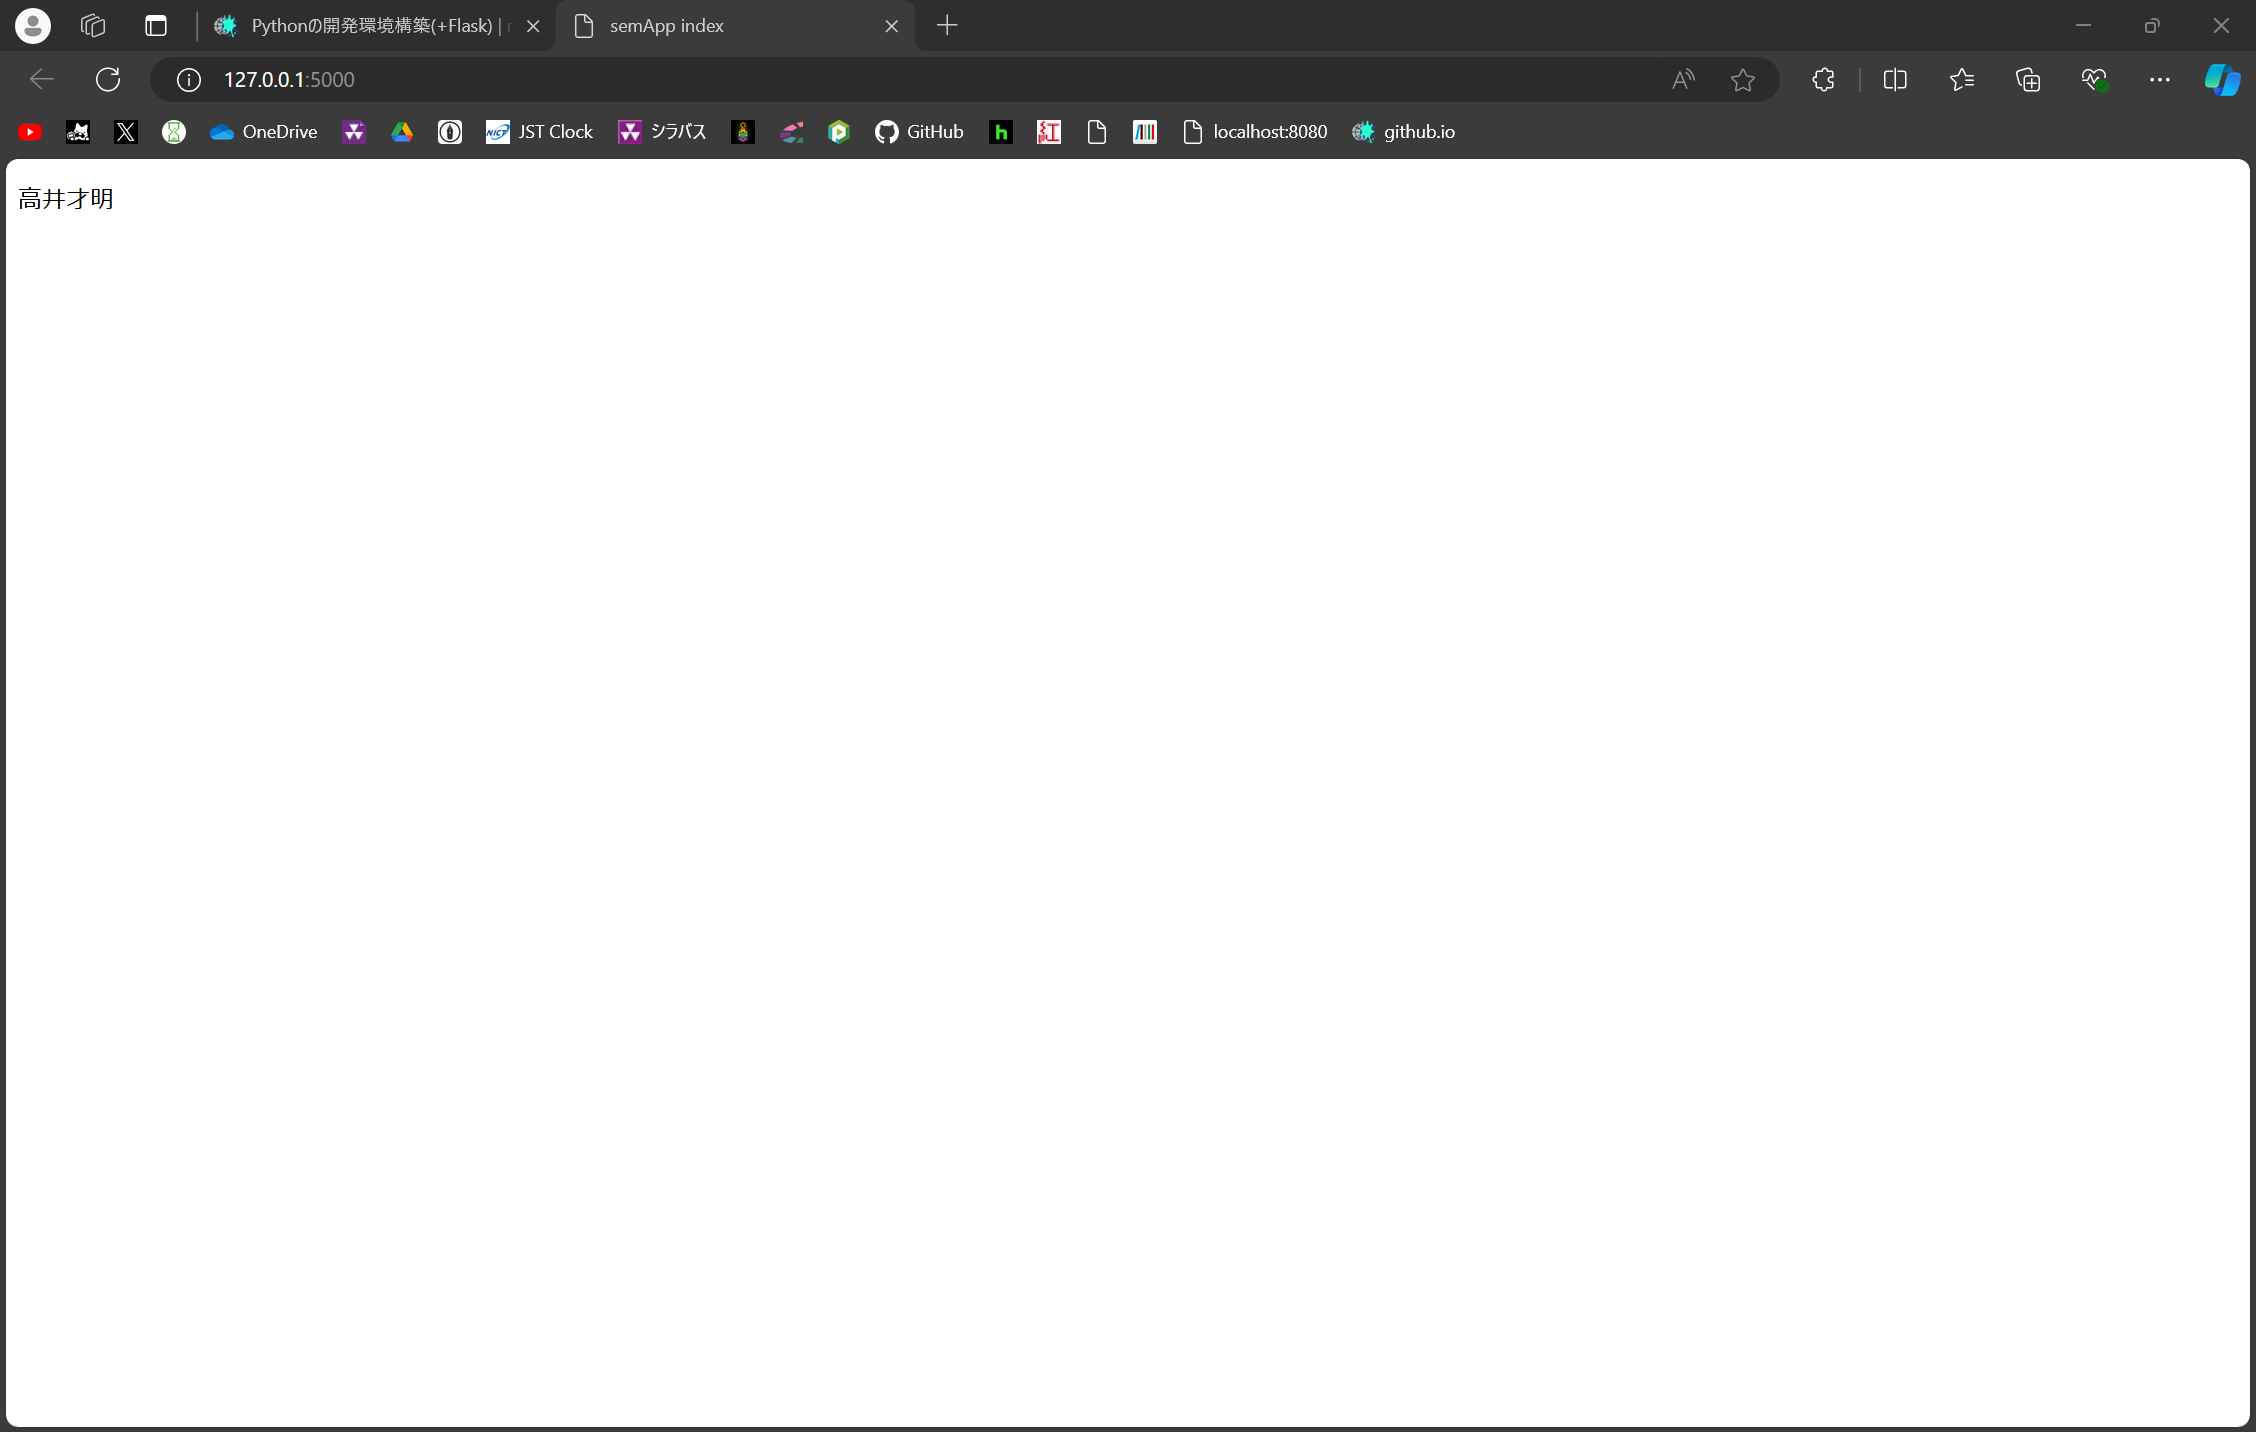 Pythonの開発環境構築(+Flask) |
semApp index
127.0.0.1:5000
OneDrive
JST Clock
シラバス
GitHub
localhost:8080
github.io
高井才明